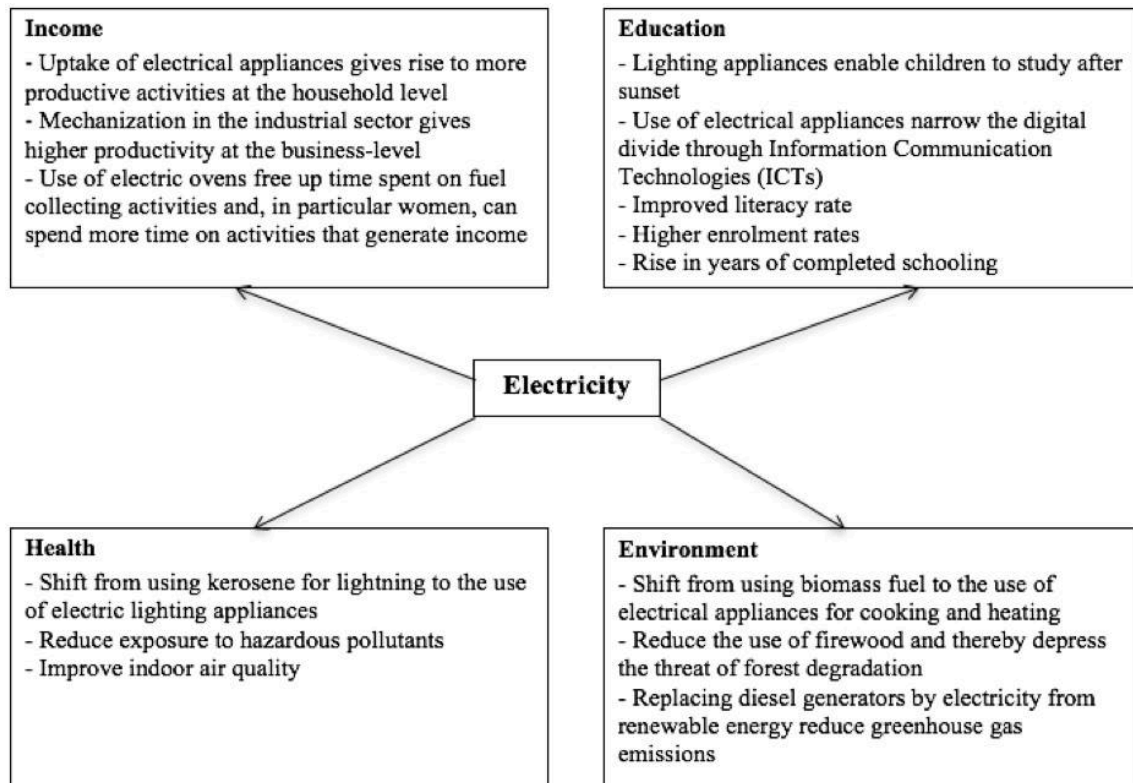 Income
- Uptake of electrical appliances gives rise to more
productive activities at the household level
- Mechanization in the industrial sector gives
higher productivity at the business-level
- Use of electric ovens free up time spent on fuel
collecting activities and, in particular women, can
spend more time on activities that generate income
Education
- Lighting appliances enable children to study after
sunset
- Use of electrical appliances narrow the digital
divide through Information Communication
Technologies (ICTs)
- Improved literacy rate
- Higher enrolment rates
- Rise in years of completed schooling
Electricity
Health
- Shift from using kerosene for lightning to the use
of electric lighting appliances
- Reduce exposure to hazardous pollutants
- Improve indoor air quality
Environment
- Shift from using biomass fuel to the use of
electrical appliances for cooking and heating
- Reduce the use of firewood and thereby depress
the threat of forest degradation
- Replacing diesel generators by electricity from
renewable energy reduce greenhouse gas
emissions